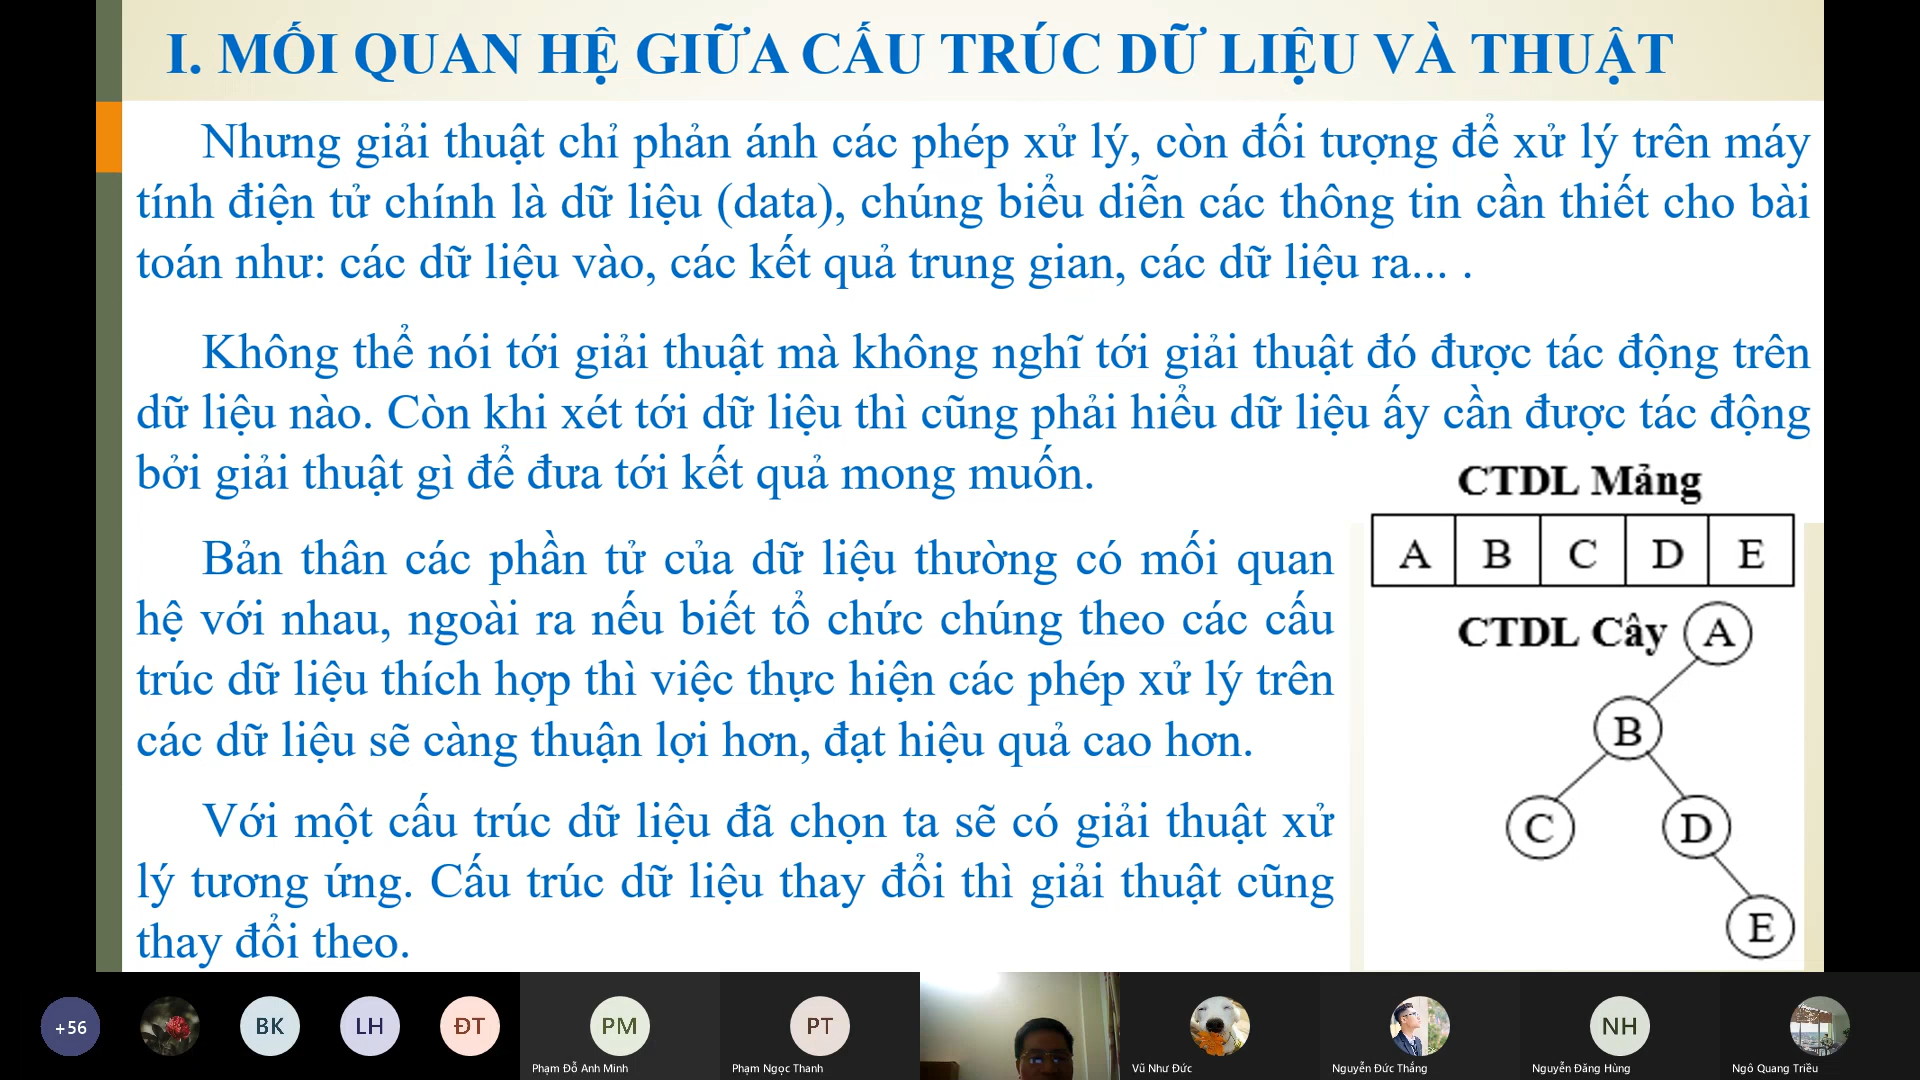 I. MỐI QUAN HỆ GIỮA CẤU TRÚC DỮ LIỆU VÀ THUẬT
Nhưng giải thuật chỉ phản ánh các phép xử lý, còn đối tượng để xử lý trên máy
tính điện tử chính là dữ liệu (data), chúng biểu diễn các thông tin cần thiết cho bài
toán như: các dữ liệu vào, các kết quả trung gian, các dữ liệu ra... .
Không thể nói tới giải thuật mà không nghĩ tới giải thuật đó được tác động trên
dữ liệu nào. Còn khi xét tới dữ liệu thì cũng phải hiểu dữ liệu ấy cần được tác động
bởi giải thuật gì để đưa tới kết quả mong muốn.
Bản thân các phần tử của dữ liệu thường có mối quan
hệ với nhau, ngoài ra nếu biết tổ chức chúng theo các cấu
trúc dữ liệu thích hợp thì việc thực hiện các phép xử lý trên
các dữ liệu sẽ càng thuận lợi hơn, đạt hiệu quả cao hơn.
Với một cấu trúc dữ liệu đã chọn ta sẽ có giải thuật xử
lý tương ứng. Cấu trúc dữ liệu thay đổi thì giải thuật cũng
thay đổi theo.
CTDL Mảng
A B C D E
CTDL Cây A
B
C D
E
+56 BK LH ĐT PM PT NH
Phạm Đỗ Anh Minh Phạm Ngọc Thanh Vũ Như Đức Nguyễn Đức Thắng Nguyễn Đăng Hùng Ngô Quang Triều